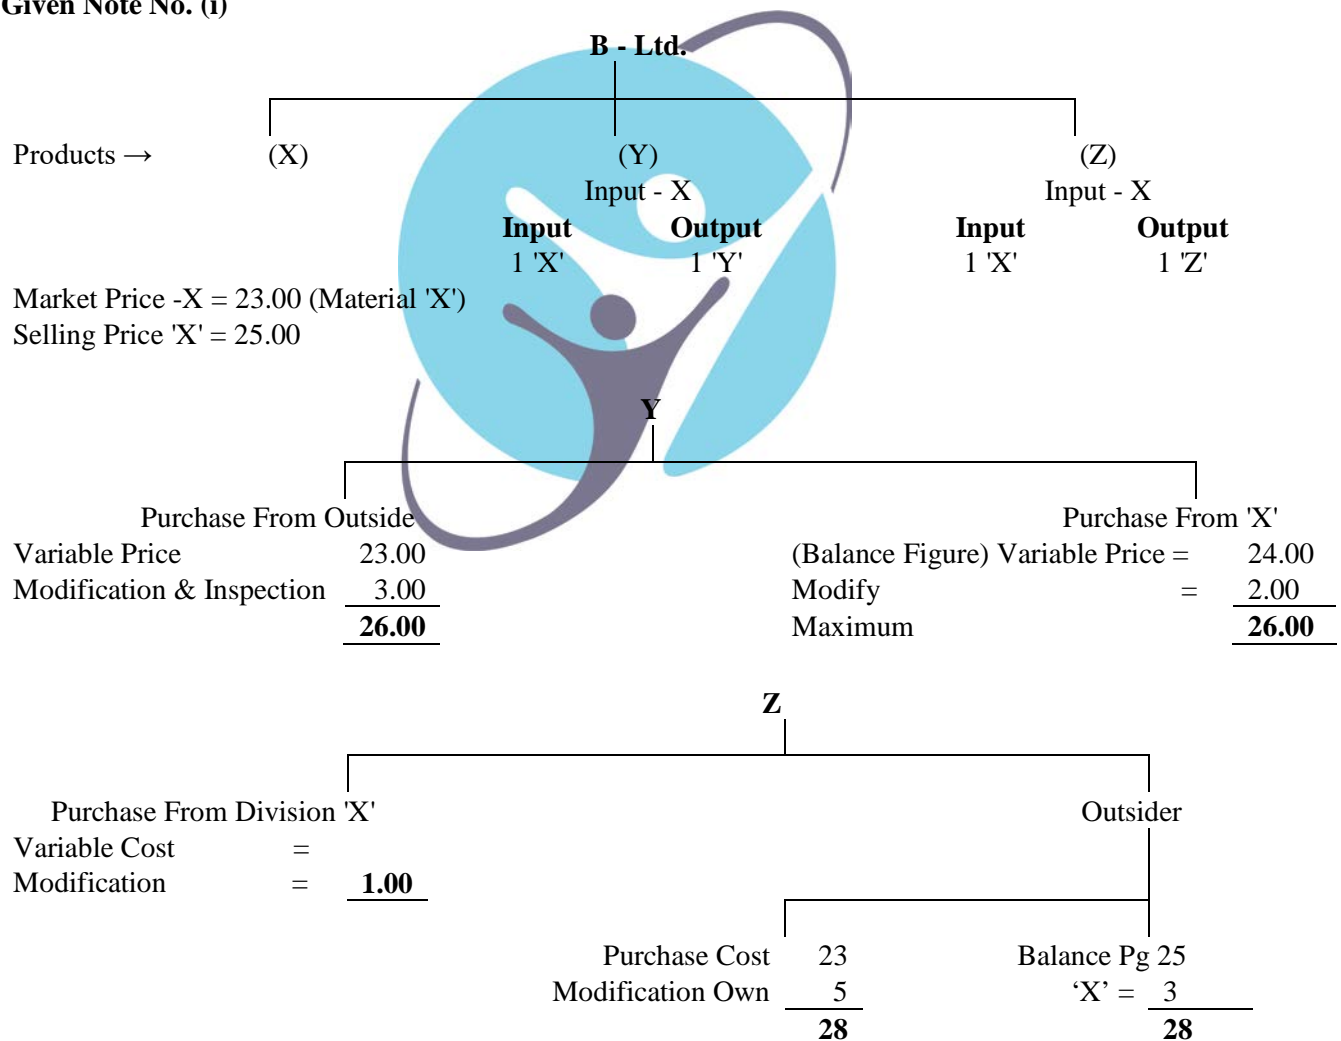 Given Note No. (i)
B - Ltd.
Products → (X) (Y) (Z)
Input - X Input - X
Input Output Input Output
1 'X' 1 'Y' 1 'X' 1 'Z'
Market Price -X = 23.00 (Material 'X')
Selling Price 'X' = 25.00
Y
Purchase From Outside Purchase From 'X'
Variable Price 23.00 (Balance Figure) Variable Price = 24.00
Modification & Inspection 3.00 Modify = 2.00
26.00 Maximum 26.00
Z
Purchase From Division 'X' Outsider
Variable Cost =
Modification = 1.00
Purchase Cost 23 Balance Pg 25
Modification Own 5 ‘X’ = 3
28 28